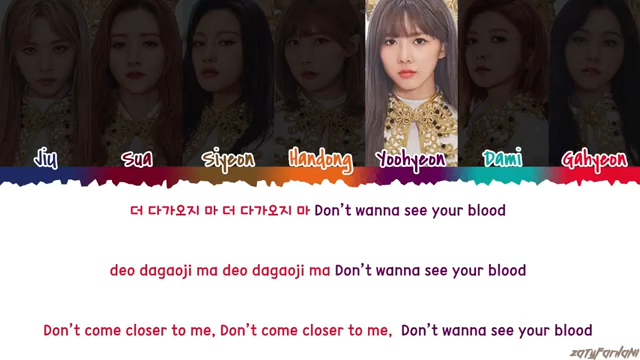 Jiu Sua Siyeon Handong Yoohyeon Dami Gahyeon
더 다가오지 마 더 다가오지 마 Don't wanna see your blood
deo dagaoji ma deo dagaoji ma Don't wanna see your blood
Don't come closer to me, Don't come closer to me, Don't wanna see your blood
ZaTyFaRHaNi